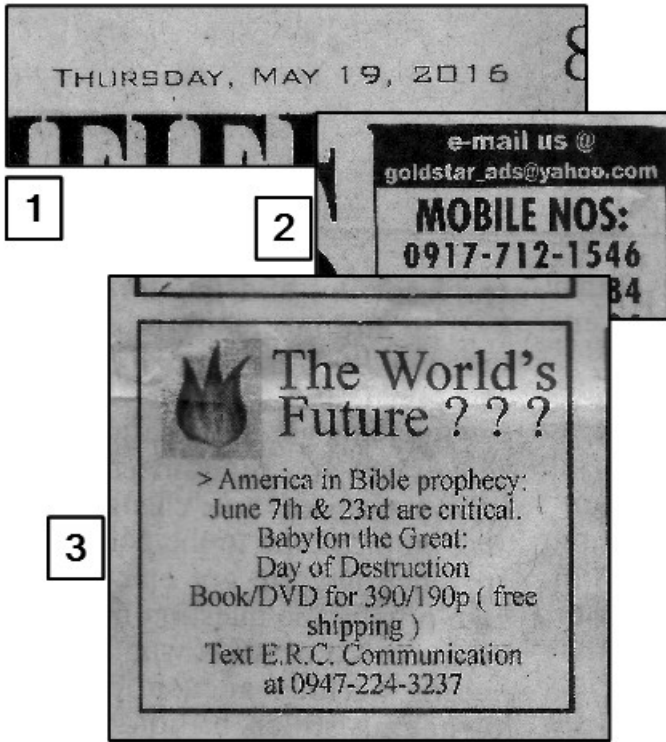 THURSDAY, MAY 19, 2016 8
1
e-mail us @
goldstar_ads@yahoo.com
MOBILE NOS:
0917-712-1546
84
2
The World's
Future ? ? ?
> America in Bible prophecy:
June 7th & 23rd are critical.
Babylon the Great:
Day of Destruction
Book/DVD for 390/190p ( free
shipping )
Text E.R.C. Communication
at 0947-224-3237
3